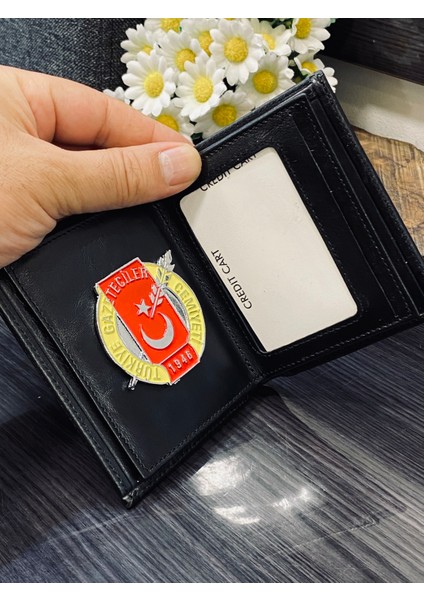 TÜRKİYE GAZETECİLER CEMİYETİ
1946
CREDIT CART
CREDIT CART